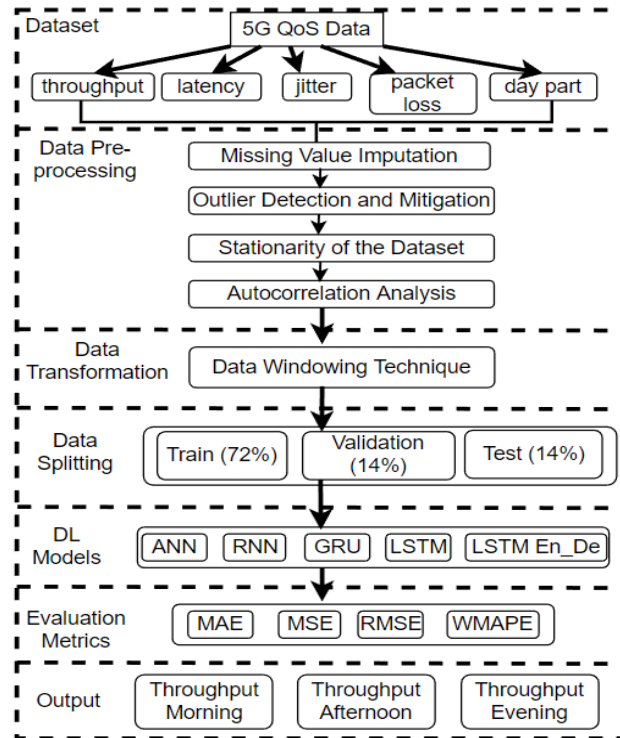 Dataset
5G QoS Data
throughput
latency
jitter
packet
loss
day part
Data Pre-
processing
Missing Value Imputation
Outlier Detection and Mitigation
Stationarity of the Dataset
Autocorrelation Analysis
Data
Transformation
Data Windowing Technique
Data
Splitting
Train (72%)
Validation
(14%)
Test (14%)
DL
Models
ANN
RNN
GRU
LSTM
LSTM En_De
Evaluation
Metrics
MAE
MSE
RMSE
WMAPE
Output
Throughput
Morning
Throughput
Afternoon
Throughput
Evening